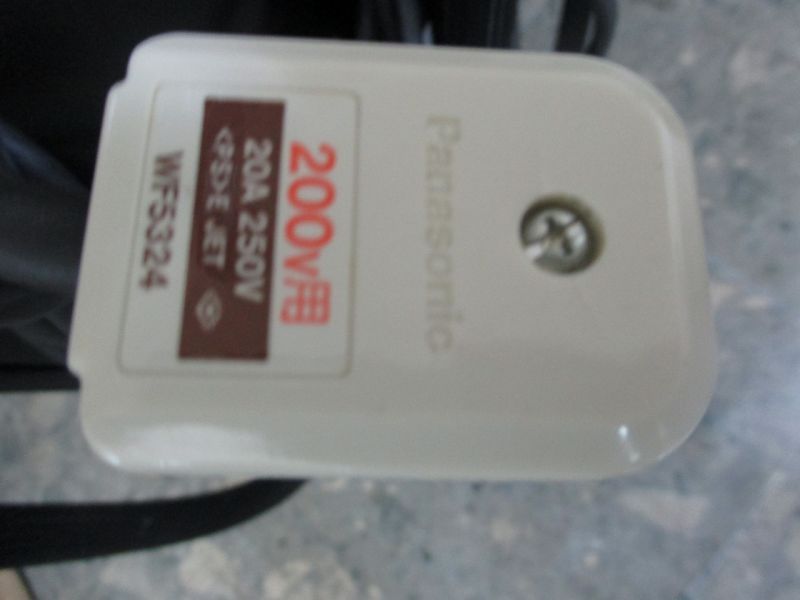 Panasonic
200V用
20A 250V
<PS>E JET
WF5324